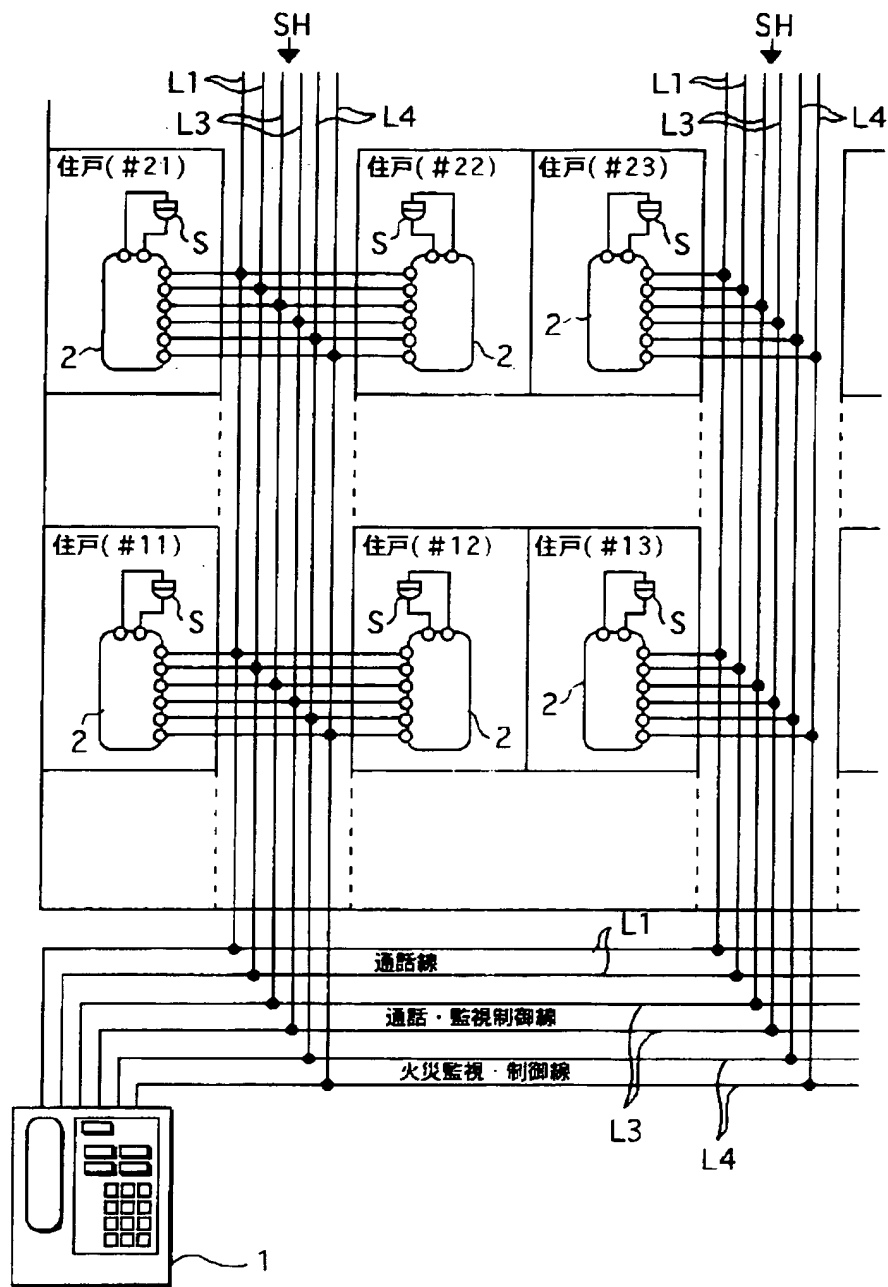 SH SH
L1 L1
L3 L4 L3 L4
住戸(#21) 住戸(#22) 住戸(#23)
S S S
2 2 2
住戸(#11) 住戸(#12) 住戸(#13)
S S S
2 2 2
L1
通話線
通話・監視制御線
火災監視・制御線
L3
L4
1